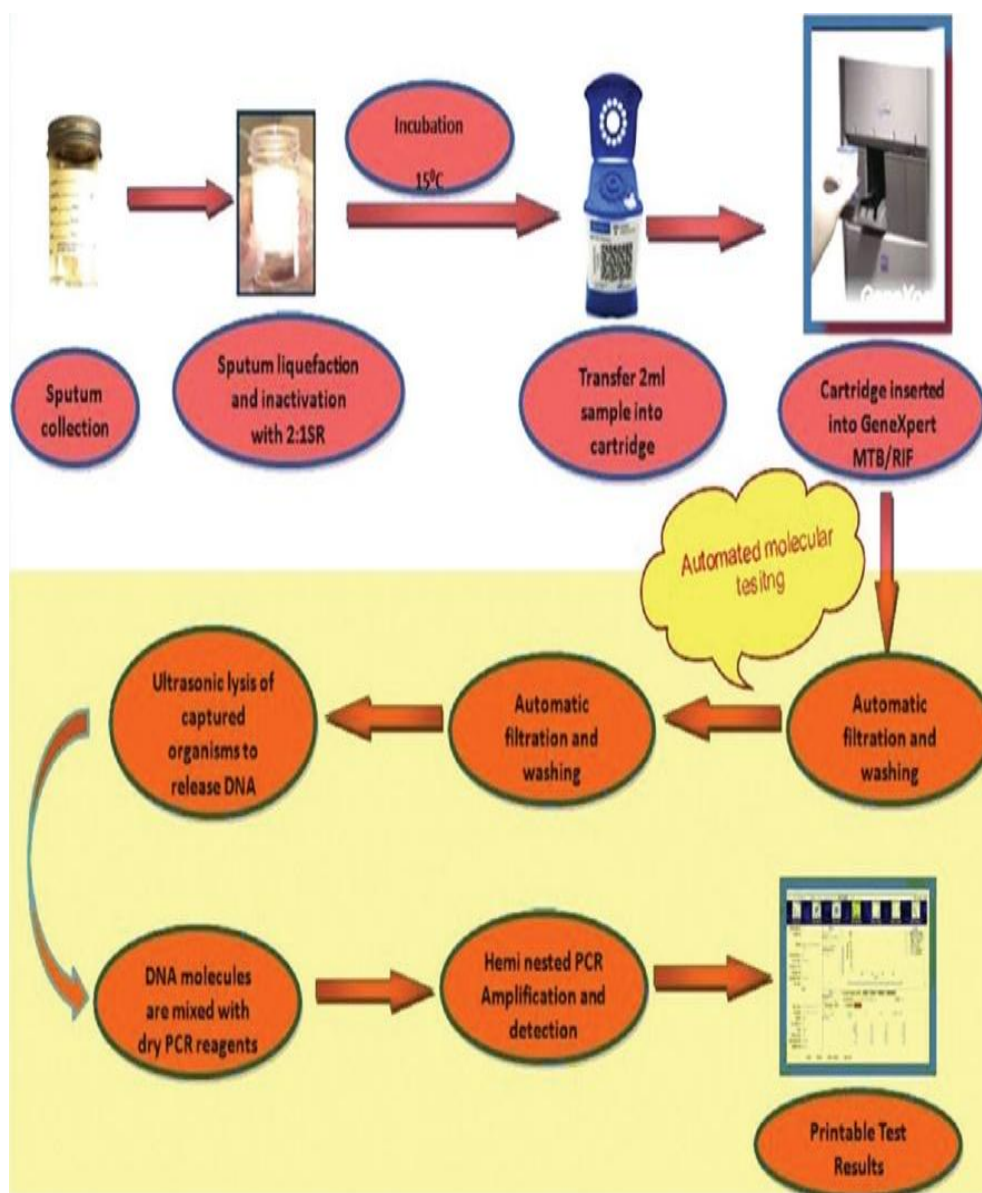 Incubation
15⁰C
Sputum
collection
Sputum liquefaction
and inactivation
with 2:1SR
Transfer 2ml
sample into
cartridge
Cartridge inserted
into GeneXpert
MTB/RIF
Automated molecular
tesitng
Automatic
filtration and
washing
Automatic
filtration and
washing
Ultrasonic lysis of
captured
organisms to
release DNA
DNA molecules
are mixed with
dry PCR reagents
Hemi nested PCR
Amplification and
detection
Printable Test
Results